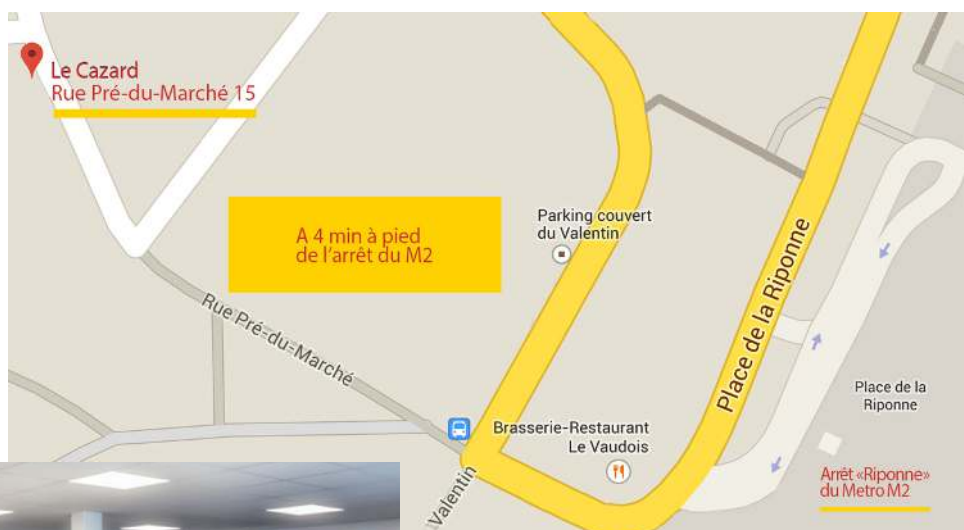 Le Cazard
Rue Pré-du-Marché 15
A 4 min à pied
de l'arrêt du M2
Parking couvert
du Valentin
Place de la Riponne
Rue Pré-du-Marché
Place de la
Riponne
Brasserie-Restaurant
Le Vaudois
Arrêt «Riponne»
du Metro M2
Valentin